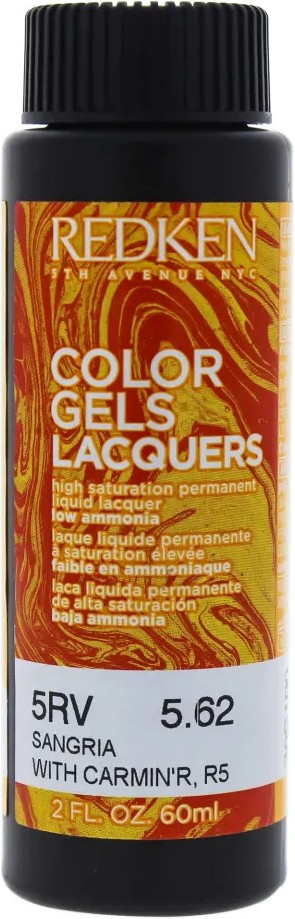 REDKEN
5TH AVENUE NYC
COLOR
GELS
LACQUERS
high saturation permanent
liquid lacquer
low ammonia
laque liquide permanente
à saturation élevée
faible en ammoniaque
laca líquida permanente
de alta saturación
baja ammonia
5RV 5.62
SANGRIA
WITH CARMIN'R, R5
2 FL. OZ. 60ml